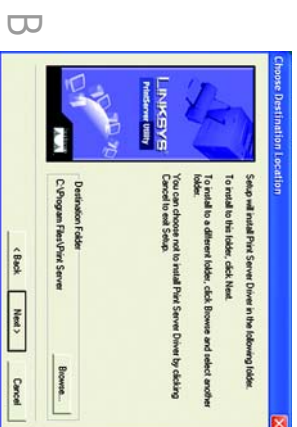 B
Choose Destination Location
LINKSYS
PrintServer Utility
Setup will install Print Server Driver in the following folder.
To install to this folder, click Next.
To install to a different folder, click Browse and select another
folder.
You can choose not to install Print Server Driver by clicking
Cancel to exit Setup.
Destination Folder
C:\Program Files\Print Server
Browse...
< Back
Next >
Cancel